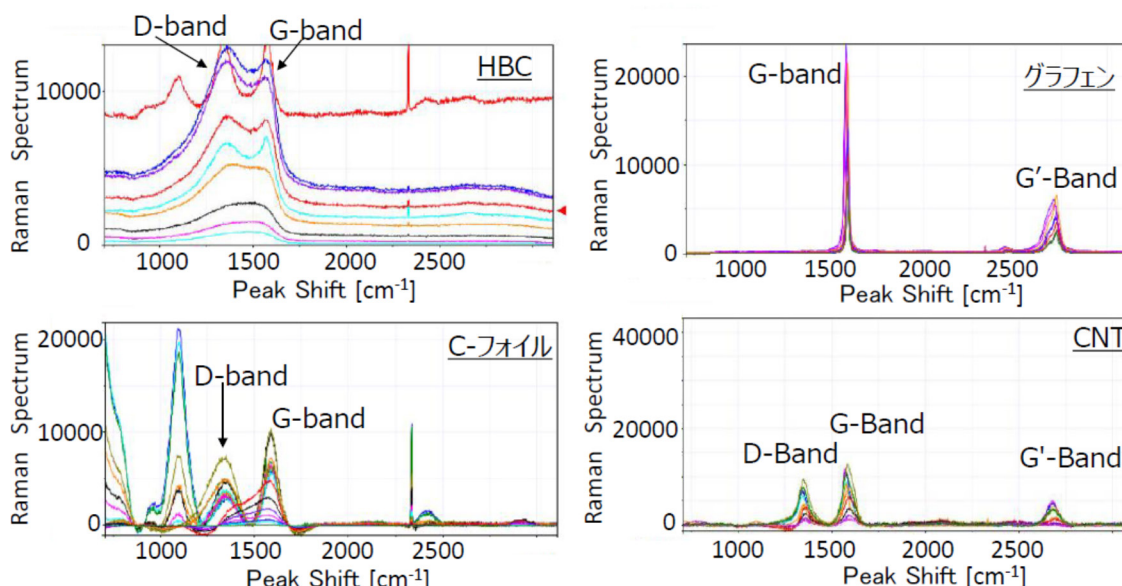 D-band
G-band
HBC
10000
0
1000
1500
2000
2500
Raman Spectrum
Peak Shift [cm⁻¹]
G-band
グラフェン
G′-Band
20000
10000
0
1000
1500
2000
2500
Raman Spectrum
Peak Shift [cm⁻¹]
C-フォイル
D-band
G-band
20000
10000
0
1000
1500
2000
2500
Raman Spectrum
Peak Shift [cm⁻¹]
CNT
G-Band
D-Band
G'-Band
40000
20000
0
1000
1500
2000
2500
Raman Spectrum
Peak Shift [cm⁻¹]